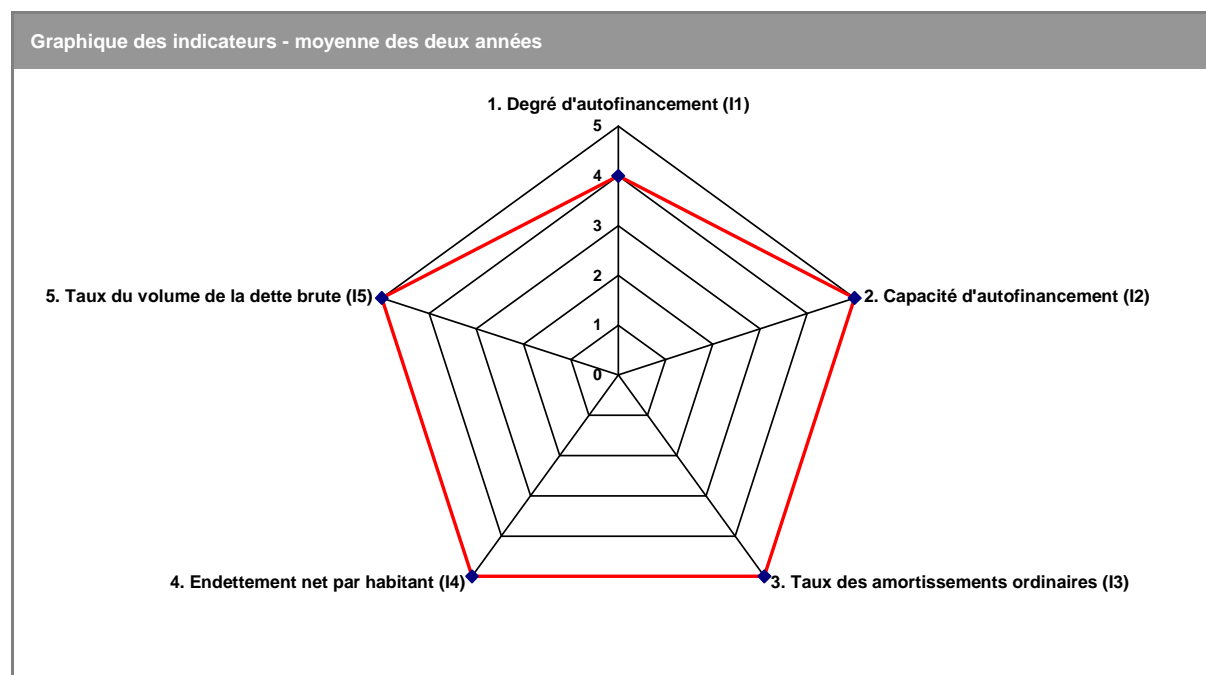 Graphique des indicateurs - moyenne des deux années
1. Degré d'autofinancement (I1)
5
4
3
5. Taux du volume de la dette brute (I5)
2. Capacité d'autofinancement (I2)
2
1
0
4. Endettement net par habitant (I4)
3. Taux des amortissements ordinaires (I3)